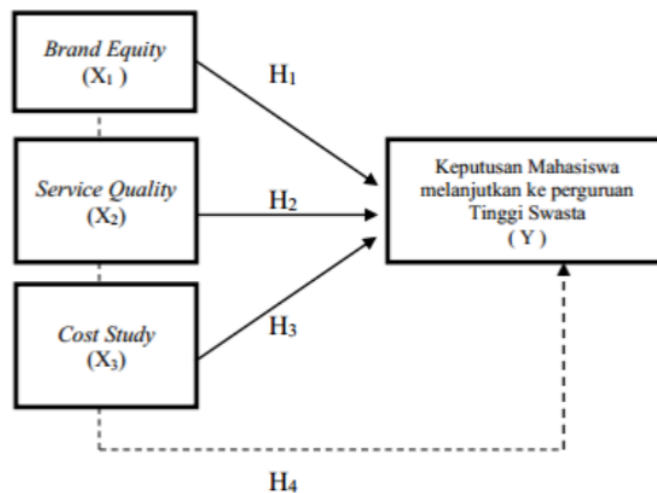 Brand Equity
(X₁ )
H₁
Service Quality
(X₂)
H₂
Keputusan Mahasiswa
melanjutkan ke perguruan
Tinggi Swasta
( Y )
Cost Study
(X₃)
H₃
H₄